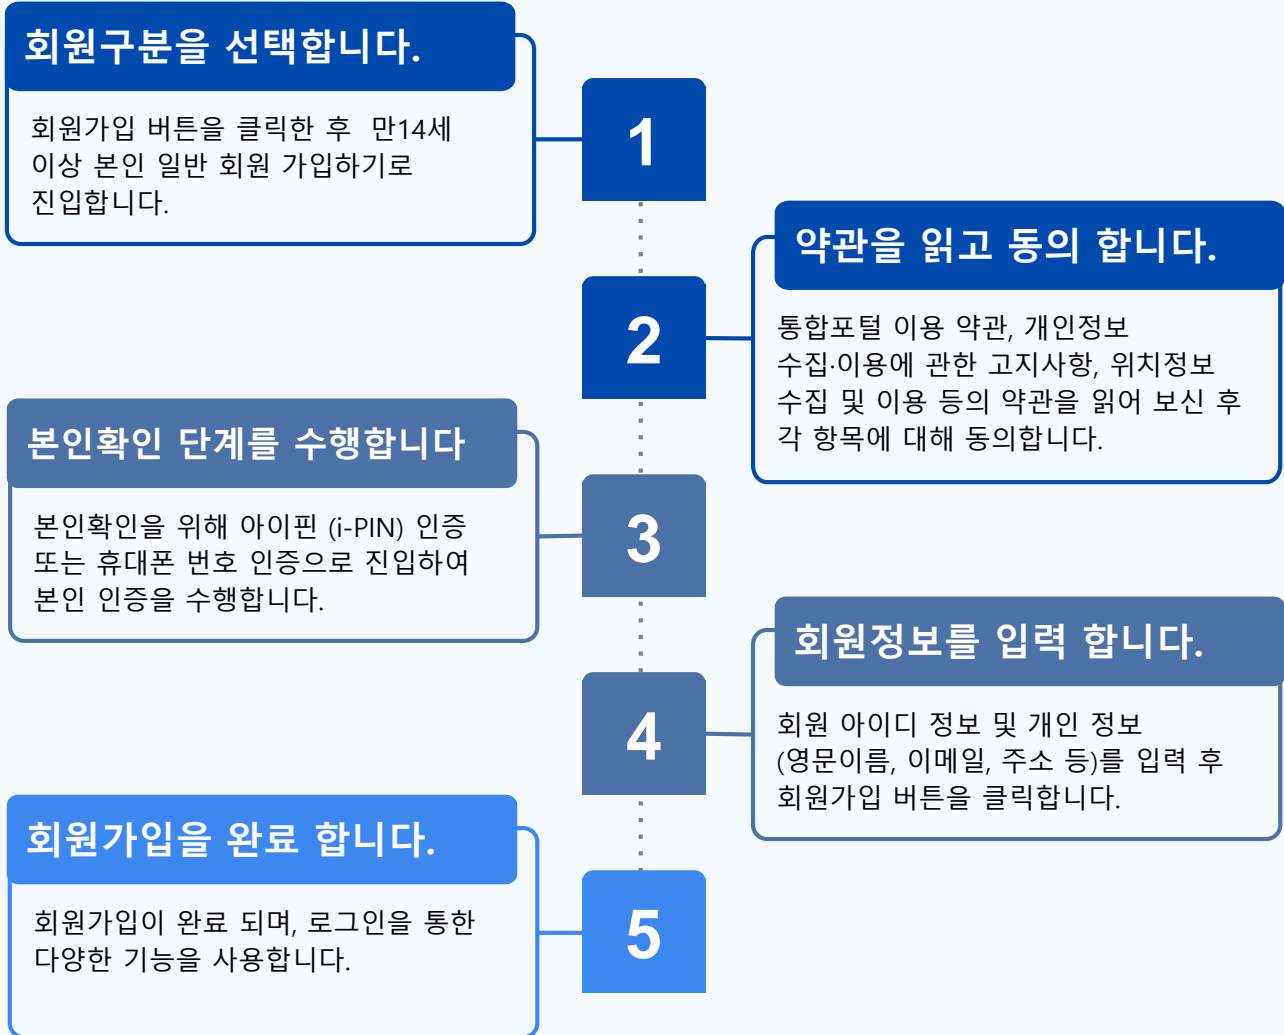 회원구분을 선택합니다.
회원가입 버튼을 클릭한 후 만14세
이상 본인 일반 회원 가입하기로
진입합니다.
1
약관을 읽고 동의 합니다.
통합포털 이용 약관, 개인정보
수집·이용에 관한 고지사항, 위치정보
수집 및 이용 등의 약관을 읽어 보신 후
각 항목에 대해 동의합니다.
2
본인확인 단계를 수행합니다
본인확인을 위해 아이핀 (i-PIN) 인증
또는 휴대폰 번호 인증으로 진입하여
본인 인증을 수행합니다.
3
회원정보를 입력 합니다.
회원 아이디 정보 및 개인 정보
(영문이름, 이메일, 주소 등)를 입력 후
회원가입 버튼을 클릭합니다.
4
회원가입을 완료 합니다.
회원가입이 완료 되며, 로그인을 통한
다양한 기능을 사용합니다.
5